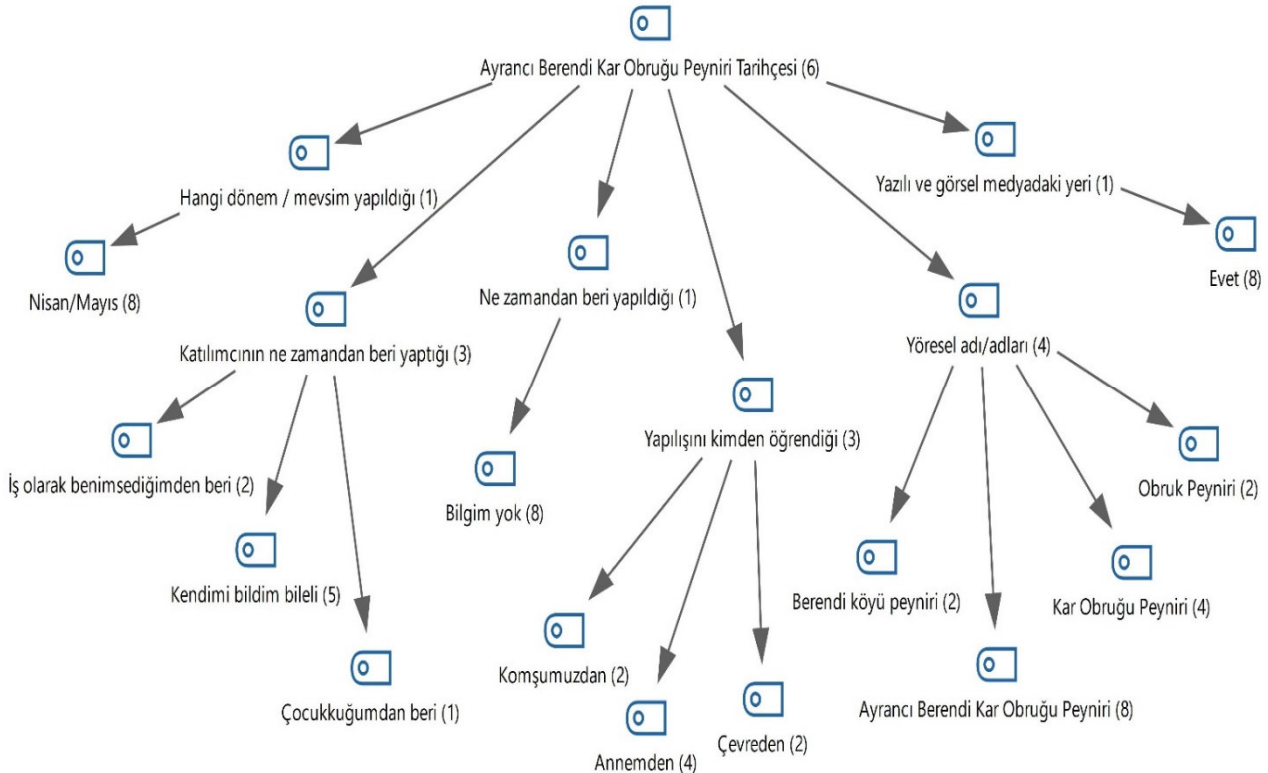 Ayrancı Berendi Kar Obruğu Peyniri Tarihçesi (6)
Hangi dönem / mevsim yapıldığı (1)
Yazılı ve görsel medyadaki yeri (1)
Nisan/Mayıs (8)
Ne zamandan beri yapıldığı (1)
Evet (8)
Katılımcının ne zamandan beri yaptığı (3)
Yöresel adı/adları (4)
İş olarak benimsediğimden beri (2)
Bilgim yok (8)
Yapılışını kimden öğrendiği (3)
Obruk Peyniri (2)
Kendimi bildim bileli (5)
Berendi köyü peyniri (2)
Kar Obruğu Peyniri (4)
Çocukkuğumdan beri (1)
Komşumuzdan (2)
Annemden (4)
Çevreden (2)
Ayrancı Berendi Kar Obruğu Peyniri (8)